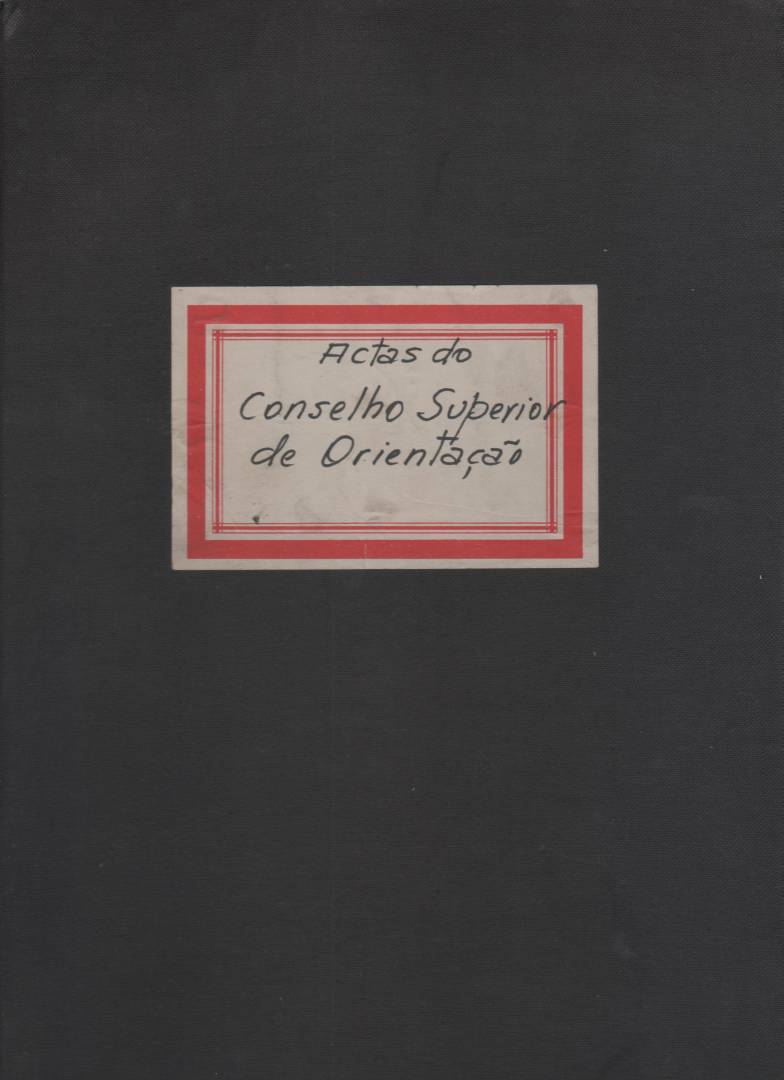 Actas do
Conselho Superior
de Orientação